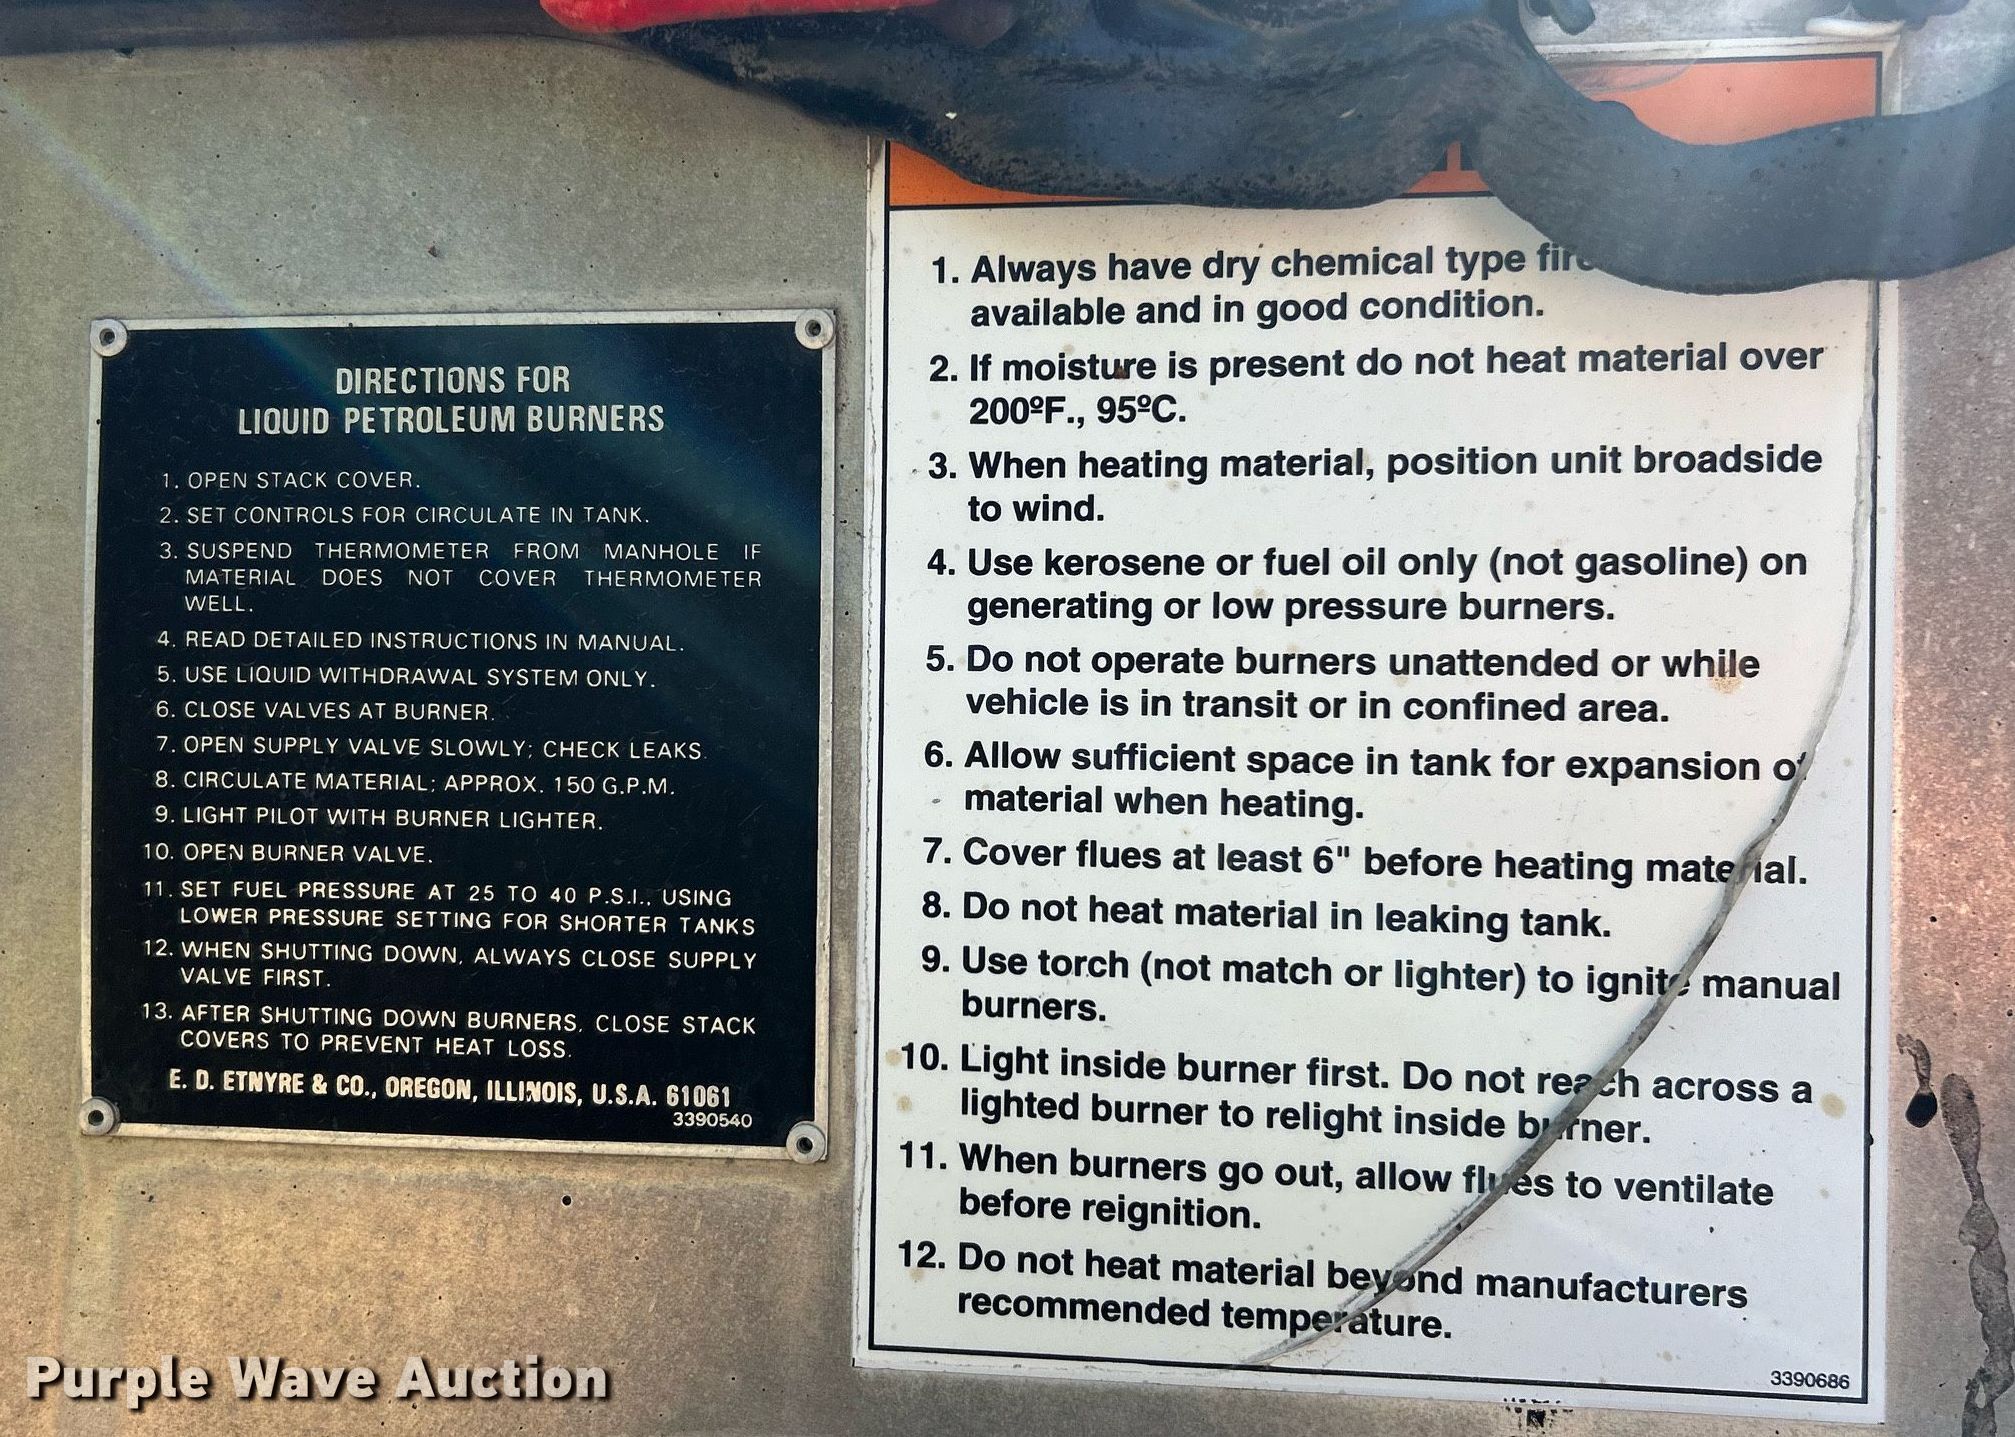 DIRECTIONS FOR
LIQUID PETROLEUM BURNERS
1. OPEN STACK COVER.
2. SET CONTROLS FOR CIRCULATE IN TANK.
3. SUSPEND THERMOMETER FROM MANHOLE IF
MATERIAL DOES NOT COVER THERMOMETER
WELL.
4. READ DETAILED INSTRUCTIONS IN MANUAL.
5. USE LIQUID WITHDRAWAL SYSTEM ONLY.
6. CLOSE VALVES AT BURNER.
7. OPEN SUPPLY VALVE SLOWLY; CHECK LEAKS.
8. CIRCULATE MATERIAL; APPROX. 150 G.P.M.
9. LIGHT PILOT WITH BURNER LIGHTER.
10. OPEN BURNER VALVE.
11. SET FUEL PRESSURE AT 25 TO 40 P.S.I., USING
LOWER PRESSURE SETTING FOR SHORTER TANKS
12. WHEN SHUTTING DOWN, ALWAYS CLOSE SUPPLY
VALVE FIRST.
13. AFTER SHUTTING DOWN BURNERS, CLOSE STACK
COVERS TO PREVENT HEAT LOSS.
E. D. ETNYRE & CO., OREGON, ILLINOIS, U.S.A. 61061
3390540
1. Always have dry chemical type fire
available and in good condition.
2. If moisture is present do not heat material over
200ºF., 95ºC.
3. When heating material, position unit broadside
to wind.
4. Use kerosene or fuel oil only (not gasoline) on
generating or low pressure burners.
5. Do not operate burners unattended or while
vehicle is in transit or in confined area.
6. Allow sufficient space in tank for expansion of
material when heating.
7. Cover flues at least 6" before heating material.
8. Do not heat material in leaking tank.
9. Use torch (not match or lighter) to ignite manual
burners.
10. Light inside burner first. Do not reach across a
lighted burner to relight inside burner.
11. When burners go out, allow flues to ventilate
before reignition.
12. Do not heat material beyond manufacturers
recommended temperature.
3390686
Purple Wave Auction